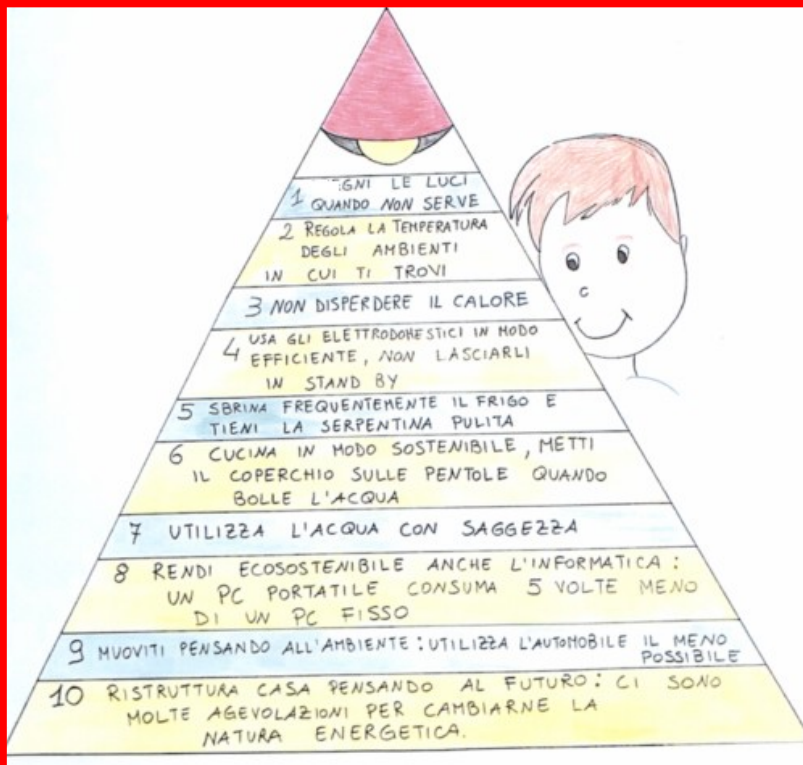 1 LE LUCI
QUANDO NON SERVE
2 REGOLA LA TEMPERATURA
DEGLI AMBIENTI
IN CUI TI TROVI
3 NON DISPERDERE IL CALORE
4 USA GLI ELETTRODOMESTICI IN MODO
EFFICIENTE, NON LASCIARLI
IN STAND BY
5 SBRINA FREQUENTEMENTE IL FRIGO E
TIENI LA SERPENTINA PULITA
6 CUCINA IN MODO SOSTENIBILE, METTI
IL COPERCHIO SULLE PENTOLE QUANDO
BOLLE L'ACQUA
7 UTILIZZA L'ACQUA CON SAGGEZZA
8 RENDI ECOSOSTENIBILE ANCHE L'INFORMATICA:
UN PC PORTATILE CONSUMA 5 VOLTE MENO
DI UN PC FISSO
9 MUOVITI PENSANDO ALL'AMBIENTE: UTILIZZA L'AUTOMOBILE IL MENO
POSSIBILE
10 RISTRUTTURA CASA PENSANDO AL FUTURO: CI SONO
MOLTE AGEVOLAZIONI PER CAMBIARNE LA
NATURA ENERGETICA.